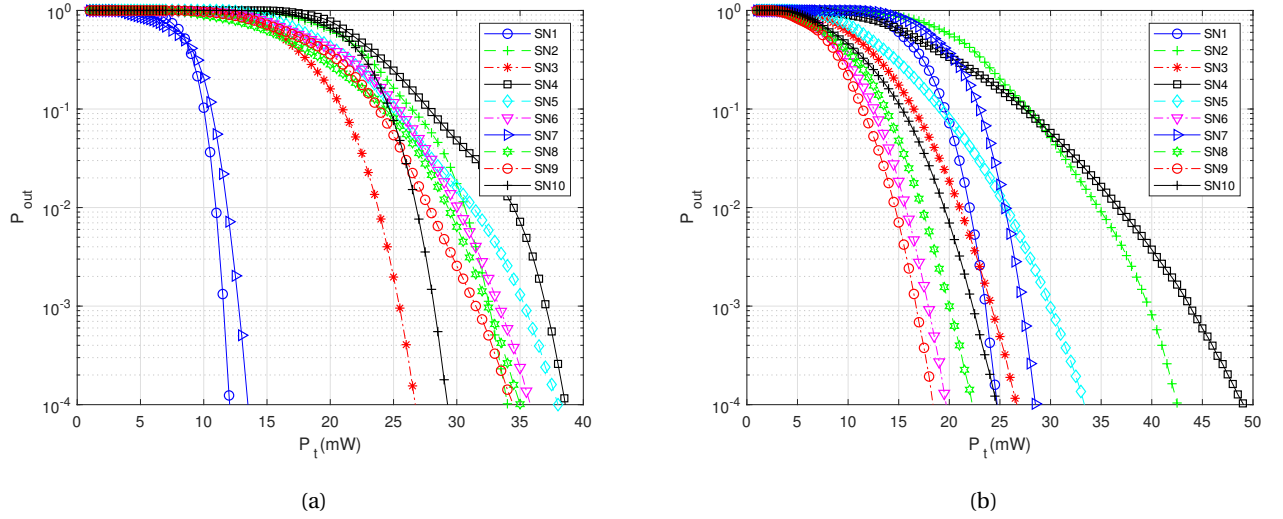 10^0
10^-1
10^-2
10^-3
10^-4
P_out
0 5 10 15 20 25 30 35 40
P_t(mW)
SN1
SN2
SN3
SN4
SN5
SN6
SN7
SN8
SN9
SN10
(a)
10^0
10^-1
10^-2
10^-3
10^-4
P_out
0 5 10 15 20 25 30 35 40 45 50
P_t(mW)
SN1
SN2
SN3
SN4
SN5
SN6
SN7
SN8
SN9
SN10
(b)